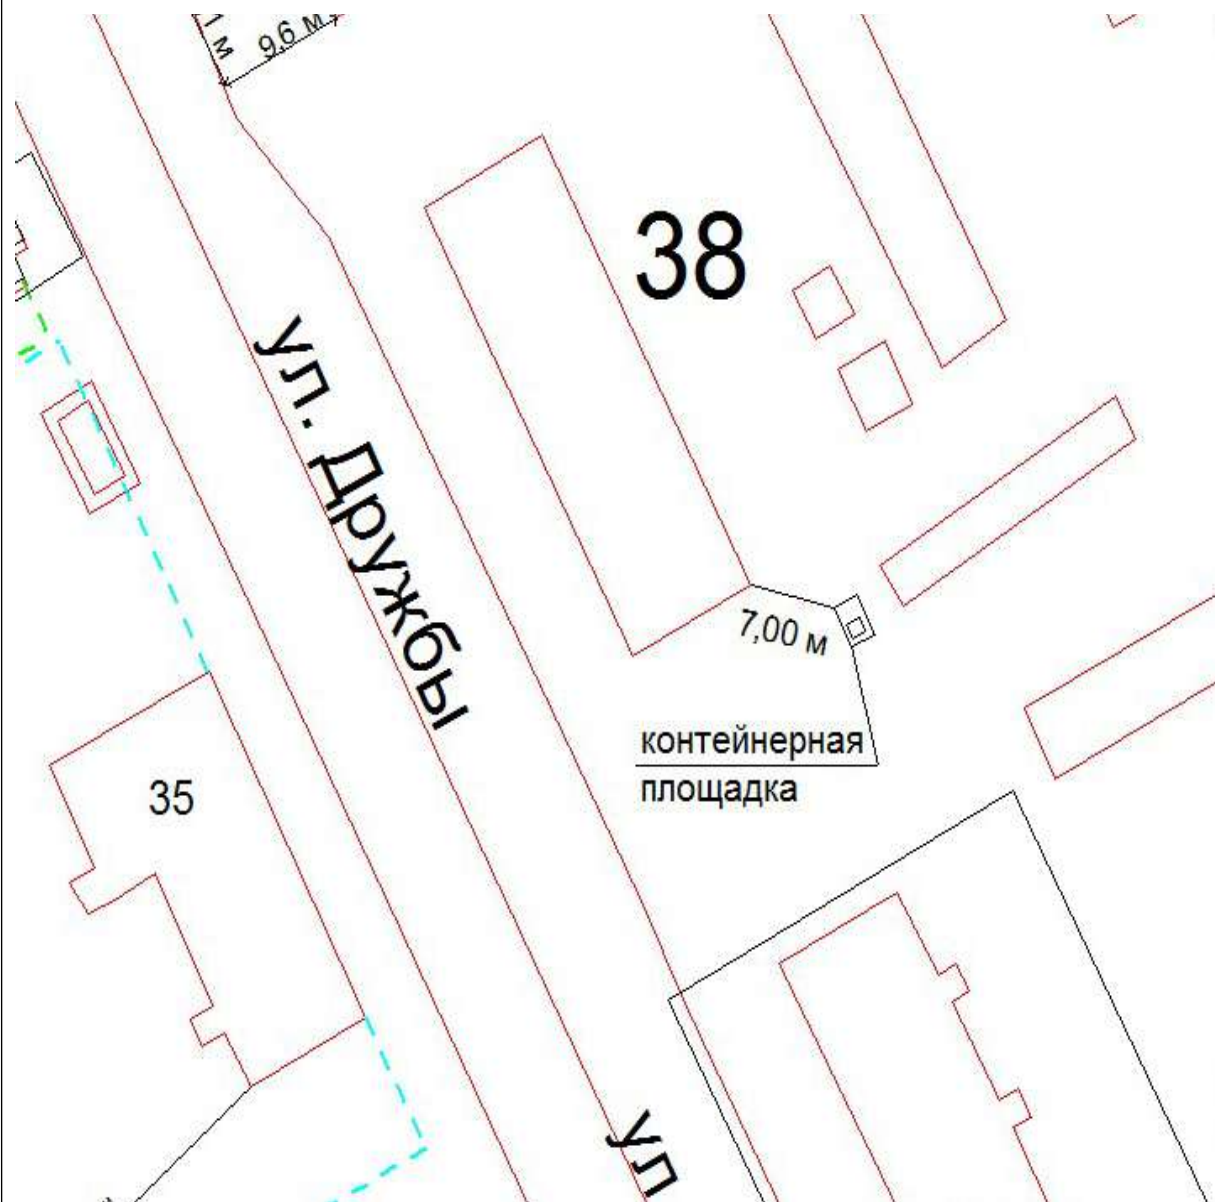 9,6 м
38
ул. Дружбы
7,00 м
контейнерная
площадка
35
ул